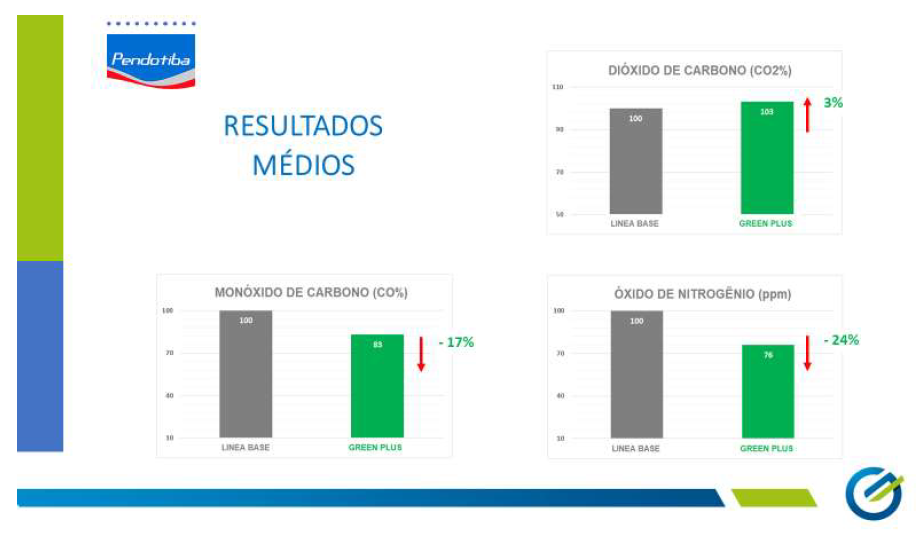 Pendotiba
RESULTADOS
MÉDIOS
DIÓXIDO DE CARBONO (CO2%)
110
90
70
50
100
103
3%
LINEA BASE
GREEN PLUS
MONÓXIDO DE CARBONO (CO%)
100
70
40
10
100
83
- 17%
LINEA BASE
GREEN PLUS
ÓXIDO DE NITROGÊNIO (ppm)
100
70
40
10
100
76
- 24%
LINEA BASE
GREEN PLUS